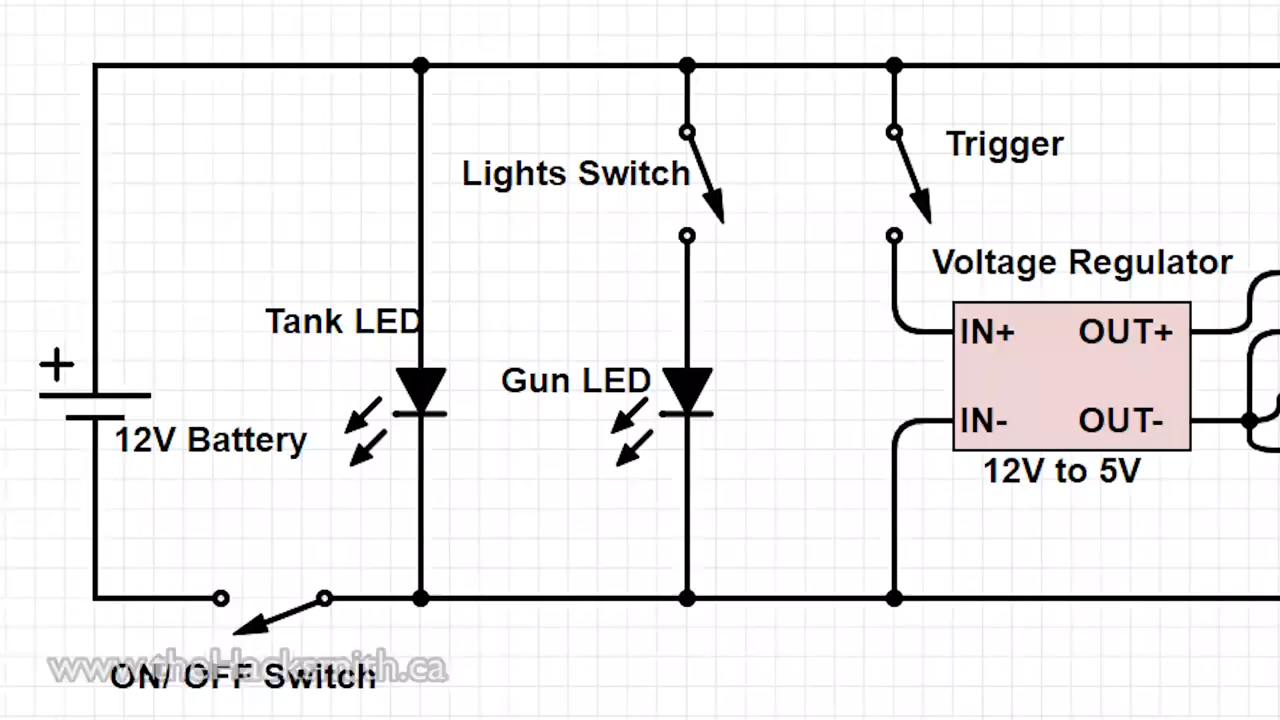 Trigger
Lights Switch
Voltage Regulator
Tank LED
IN+ OUT+
+
Gun LED
IN- OUT-
12V Battery
12V to 5V
www.theHacksmith.ca
ON/ OFF Switch